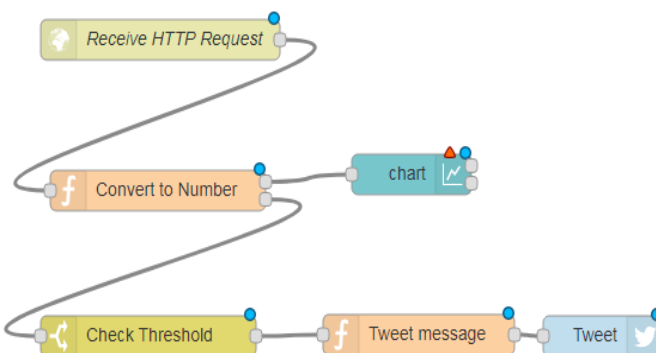 Receive HTTP Request
Convert to Number
chart
Check Threshold
Tweet message
Tweet